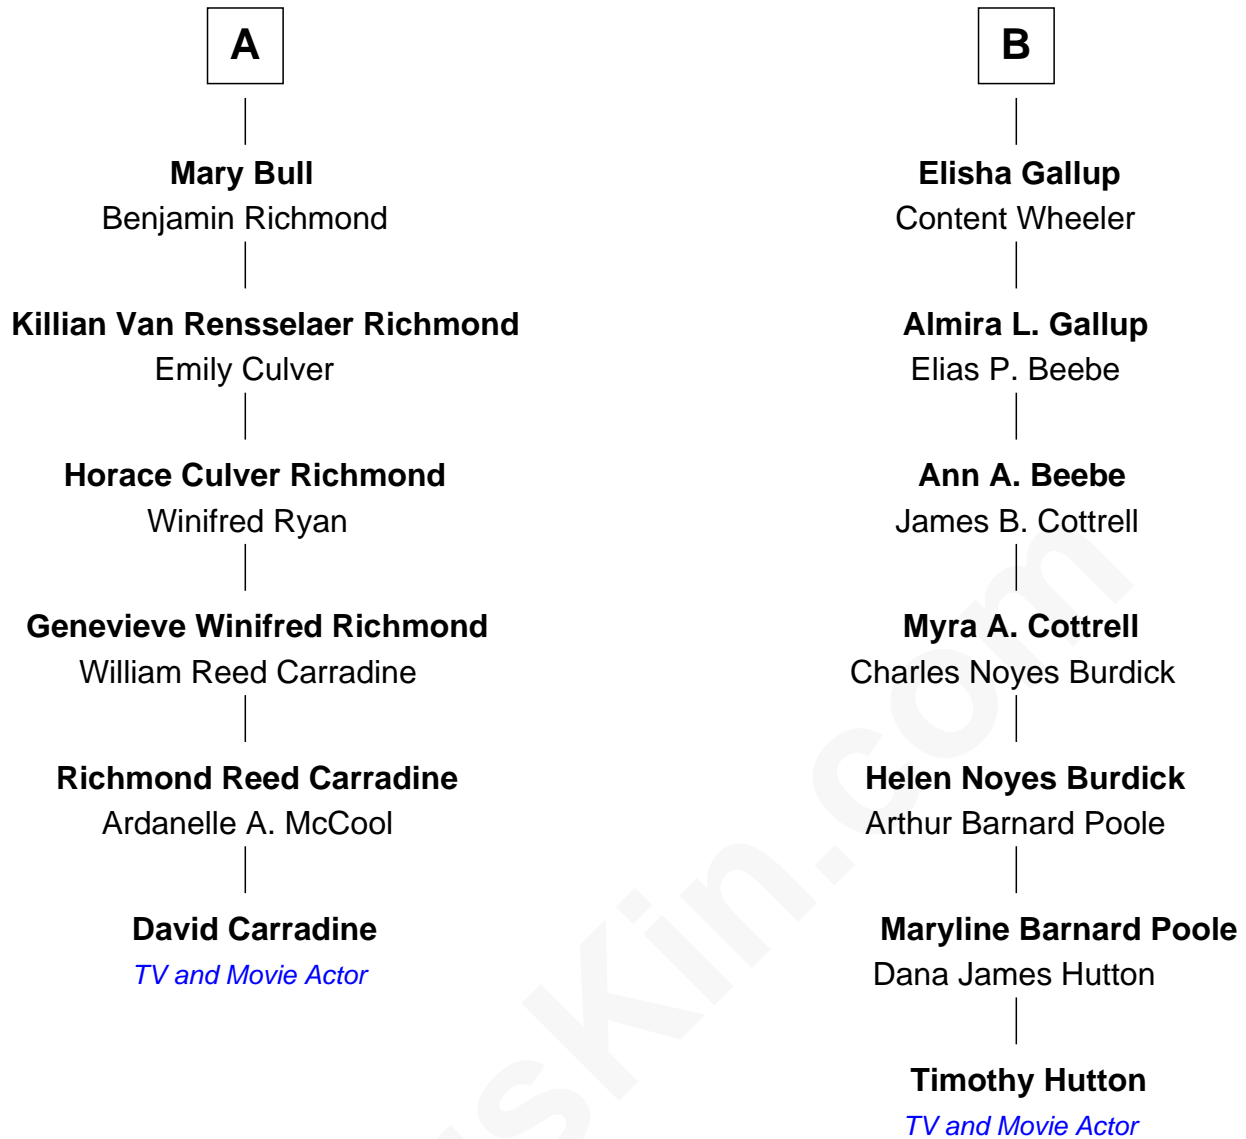 A
Mary Bull
Benjamin Richmond
Killian Van Rensselaer Richmond
Emily Culver
Horace Culver Richmond
Winifred Ryan
Genevieve Winifred Richmond
William Reed Carradine
Richmond Reed Carradine
Ardanelle A. McCool
David Carradine
TV and Movie Actor
B
Elisha Gallup
Content Wheeler
Almira L. Gallup
Elias P. Beebe
Ann A. Beebe
James B. Cottrell
Myra A. Cottrell
Charles Noyes Burdick
Helen Noyes Burdick
Arthur Barnard Poole
Maryline Barnard Poole
Dana James Hutton
Timothy Hutton
TV and Movie Actor
sKin.com